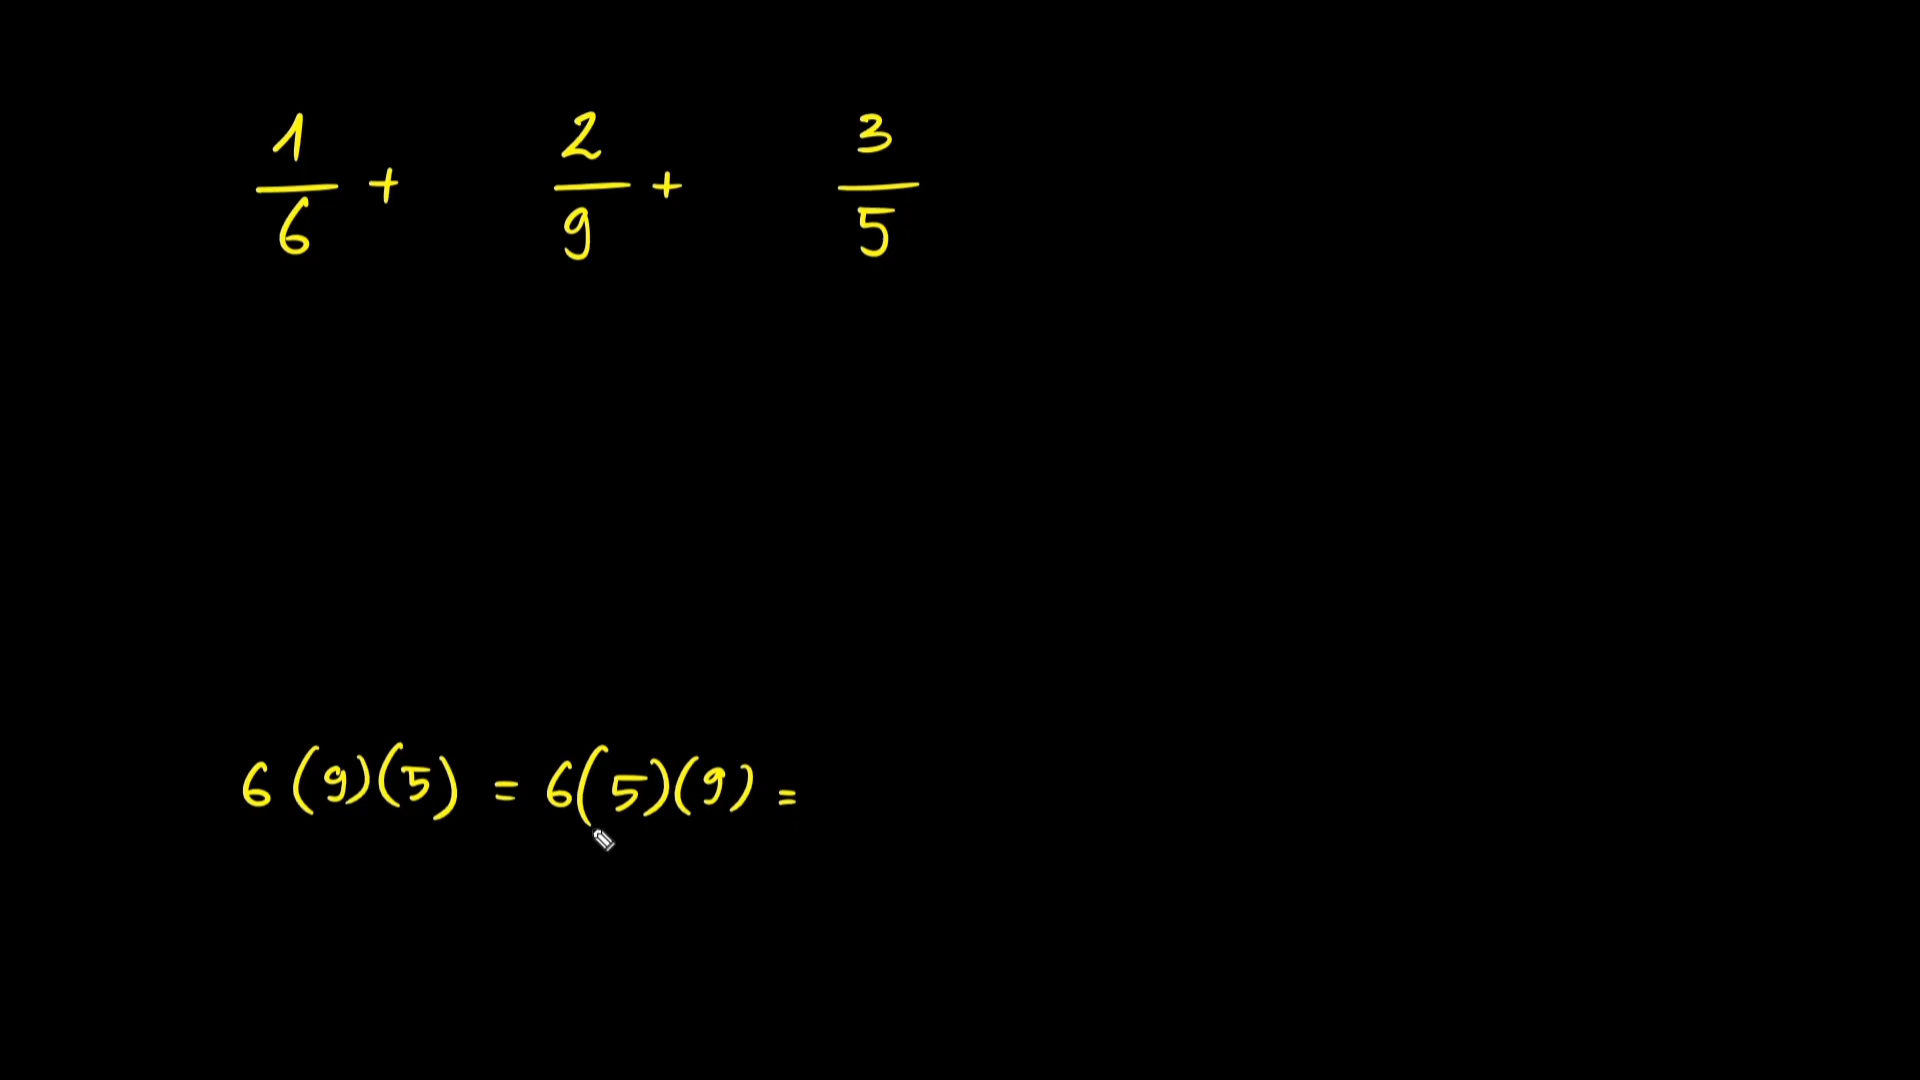 1/6 + 2/9 + 3/5
6(9)(5) = 6(5)(9) =